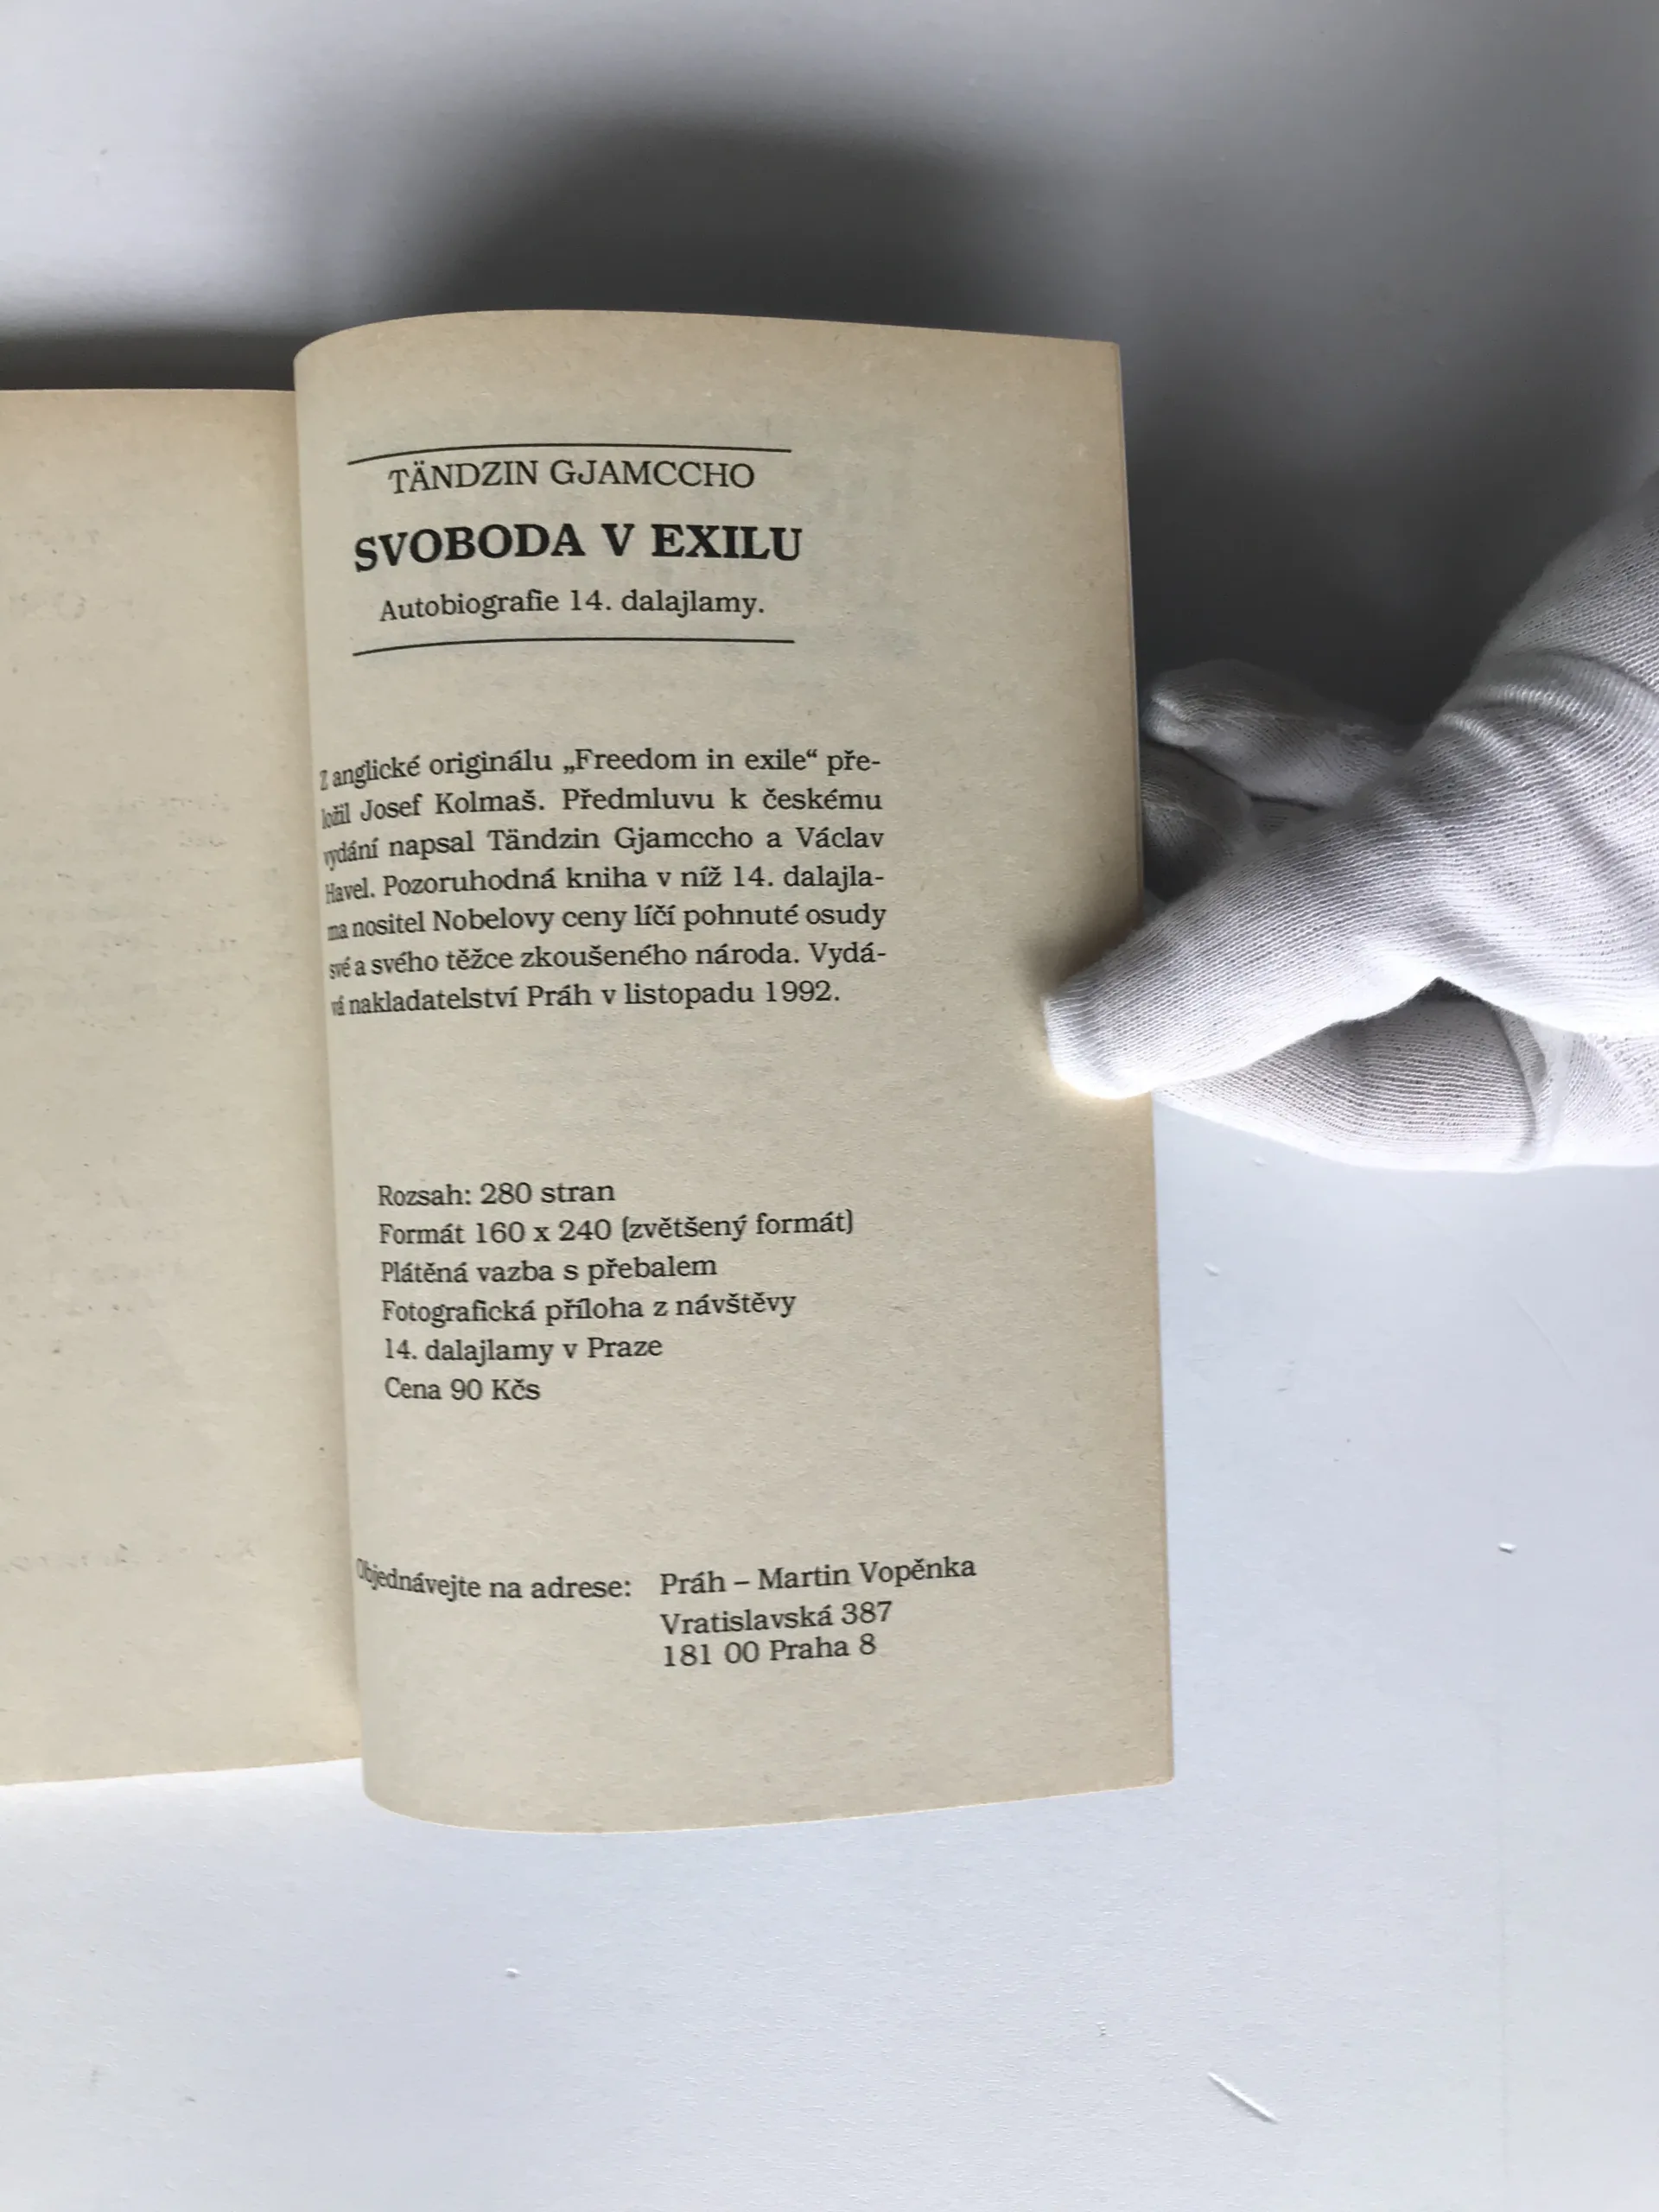 TÄNDZIN GJAMCCHO
SVOBODA V EXILU
Autobiografie 14. dalajlamy.
Z anglické originálu „Freedom in exile“ pře-
ložil Josef Kolmaš. Předmluvu k českému
vydání napsal Tändzin Gjamccho a Václav
Havel. Pozoruhodná kniha v níž 14. dalajla-
ma nositel Nobelovy ceny líčí pohnuté osudy
své a svého těžce zkoušeného národa. Vydá-
vá nakladatelství Práh v listopadu 1992.
Rozsah: 280 stran
Formát 160 x 240 (zvětšený formát)
Plátěná vazba s přebalem
Fotografická příloha z návštěvy
14. dalajlamy v Praze
Cena 90 Kčs
Objednávejte na adrese: Práh – Martin Vopěnka
Vratislavská 387
181 00 Praha 8